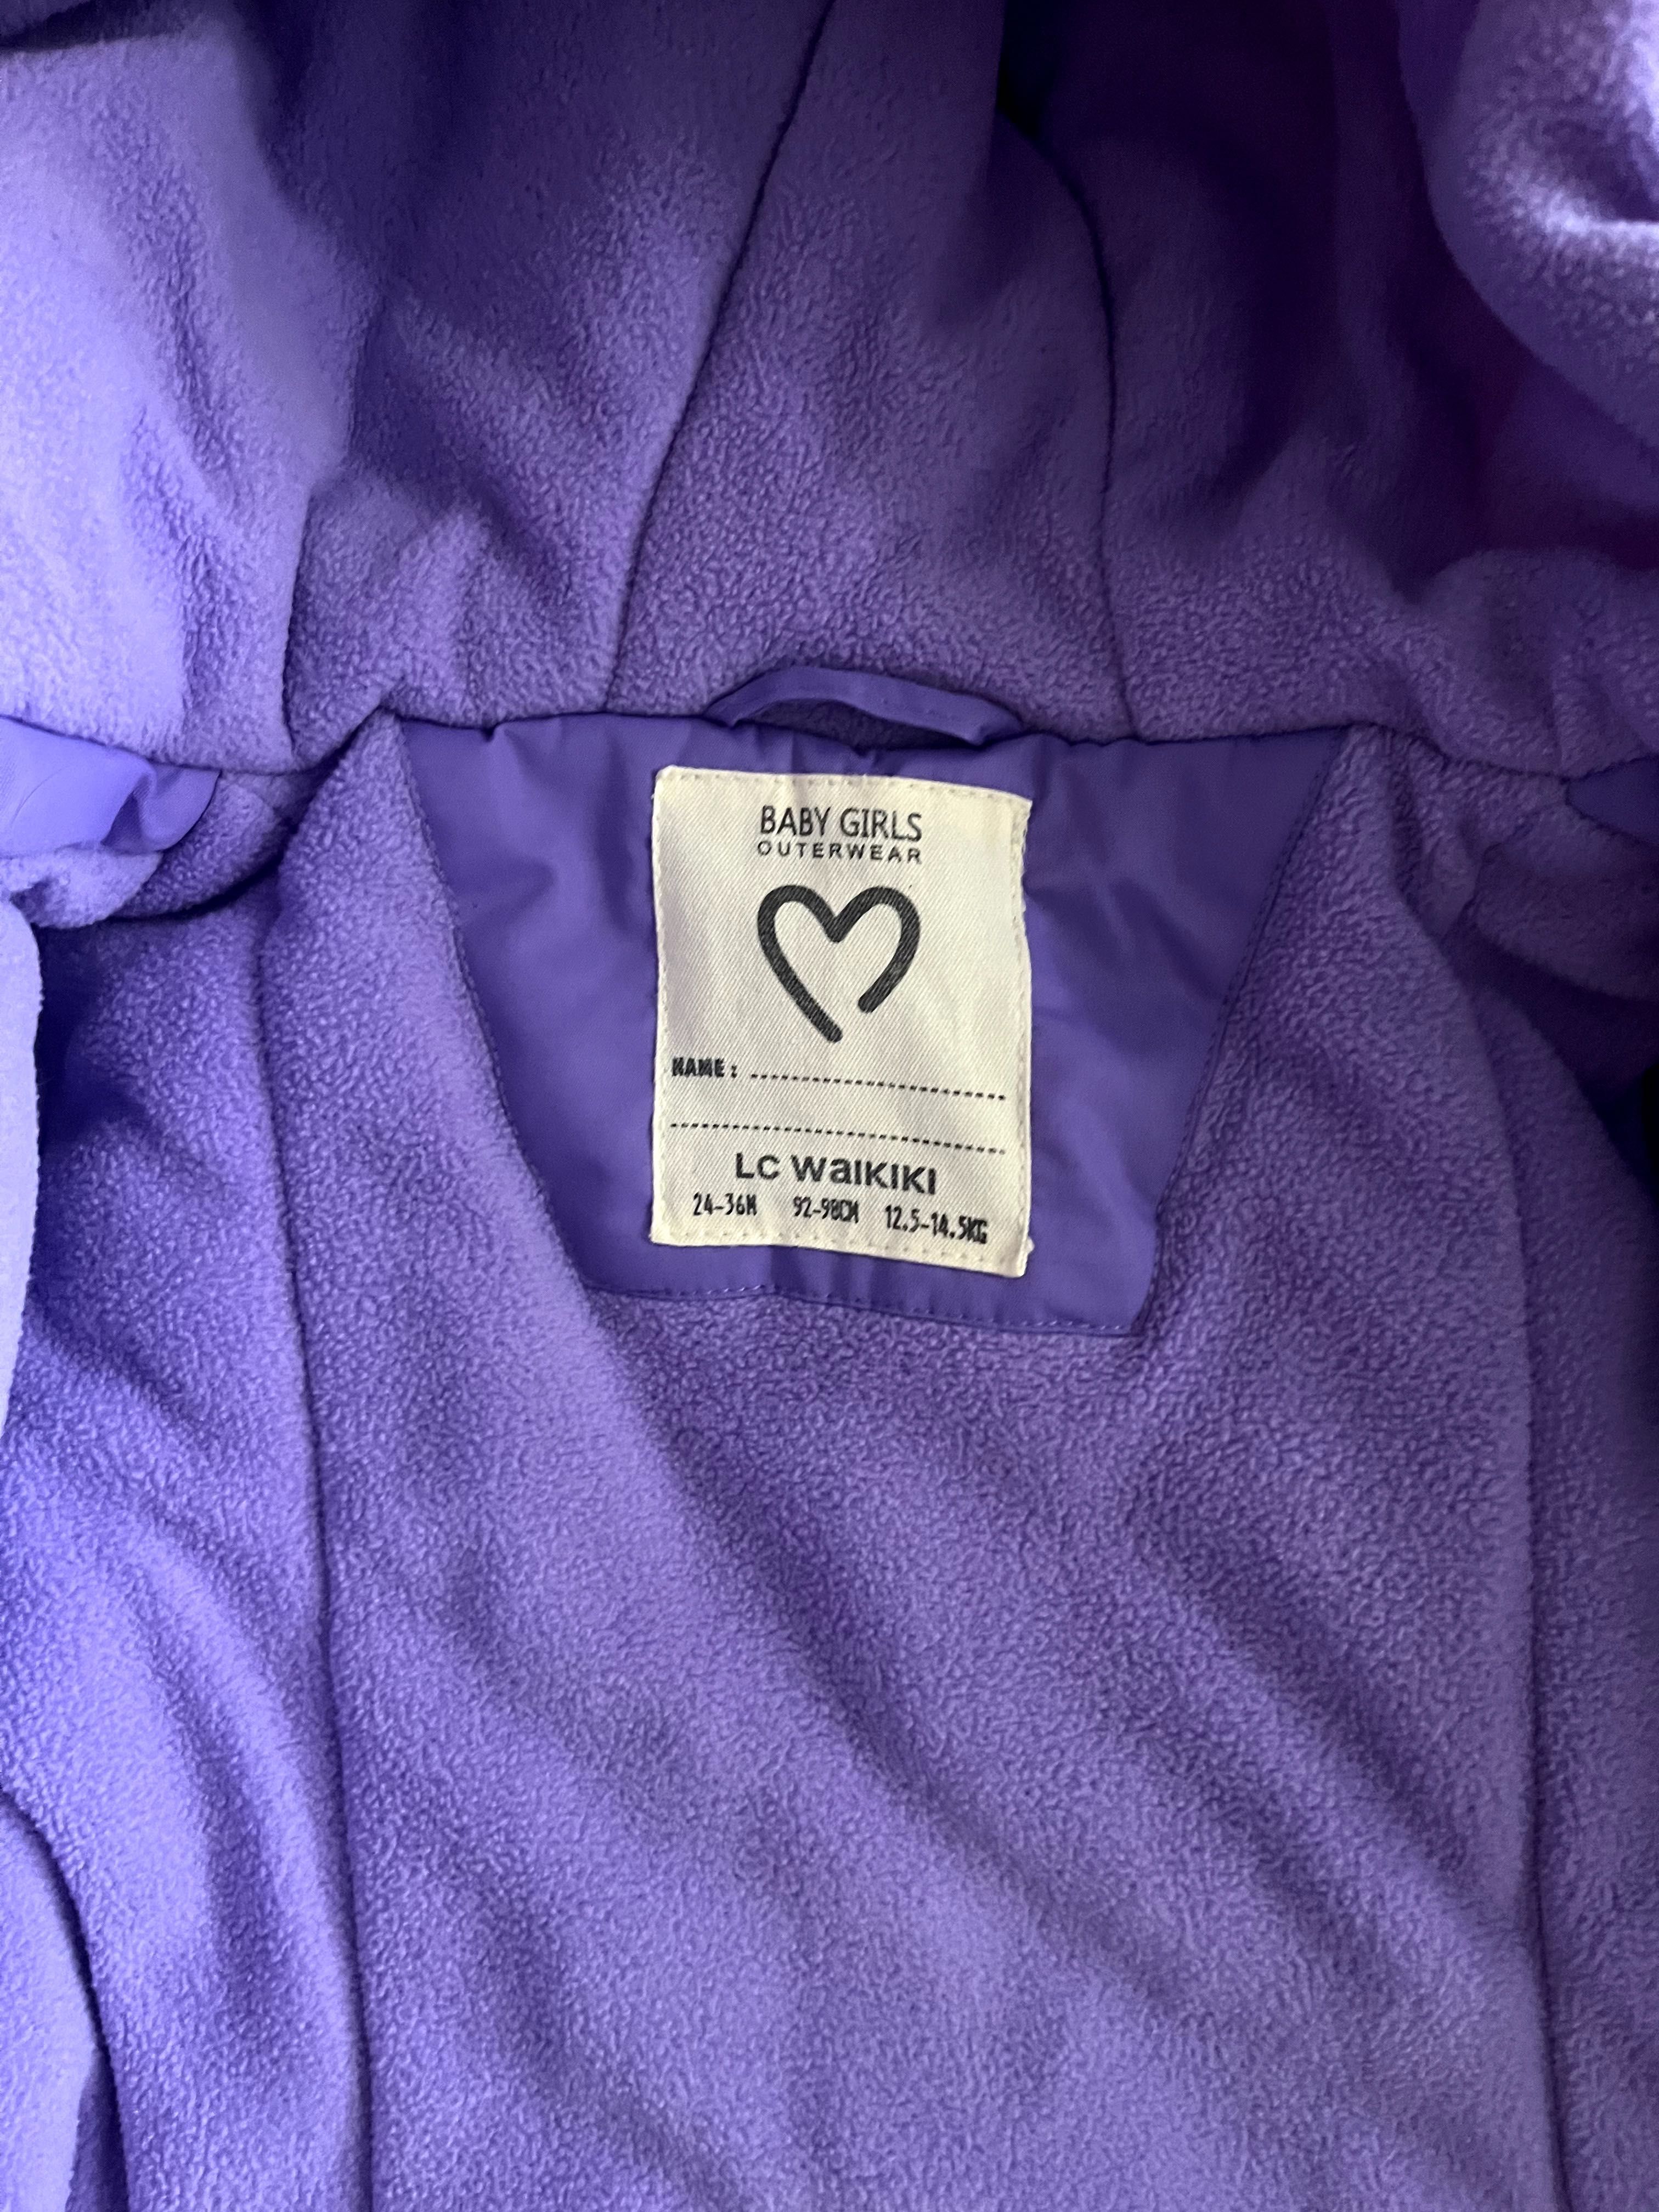 BABY GIRLS
OUTERWEAR
NAME: ..............................
........................................
LC WAIKIKI
24-36M 92-98CM 12.5-14.5KG